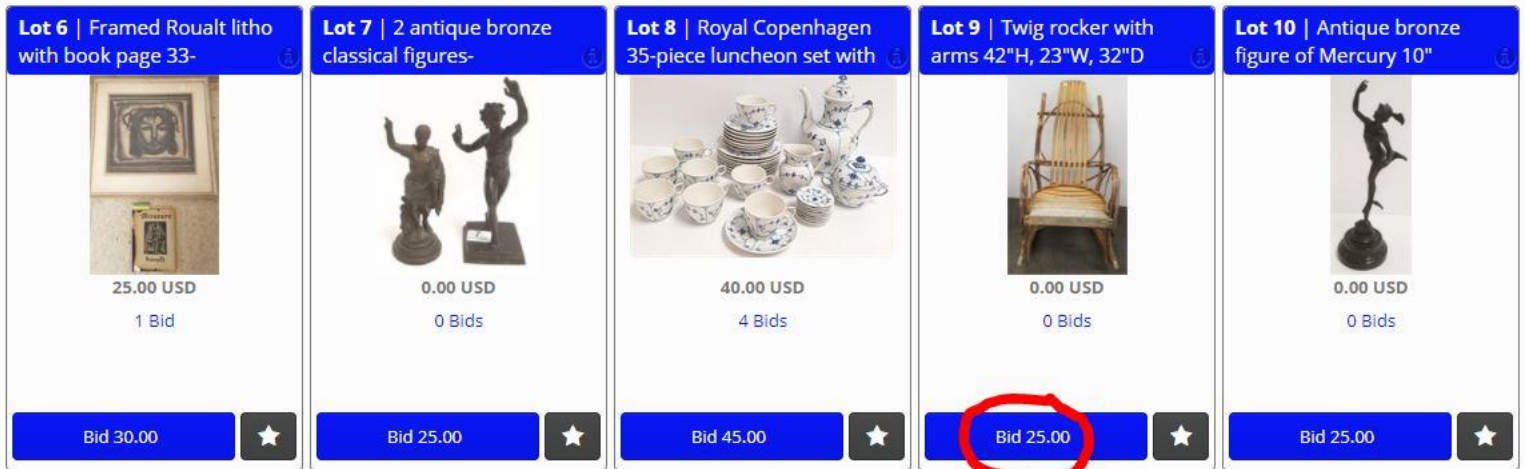 Lot 6 | Framed Roualt litho
with book page 33-
25.00 USD
1 Bid
Bid 30.00
Lot 7 | 2 antique bronze
classical figures-
0.00 USD
0 Bids
Bid 25.00
Lot 8 | Royal Copenhagen
35-piece luncheon set with
40.00 USD
4 Bids
Bid 45.00
Lot 9 | Twig rocker with
arms 42"H, 23"W, 32"D
0.00 USD
0 Bids
Bid 25.00
Lot 10 | Antique bronze
figure of Mercury 10"
0.00 USD
0 Bids
Bid 25.00